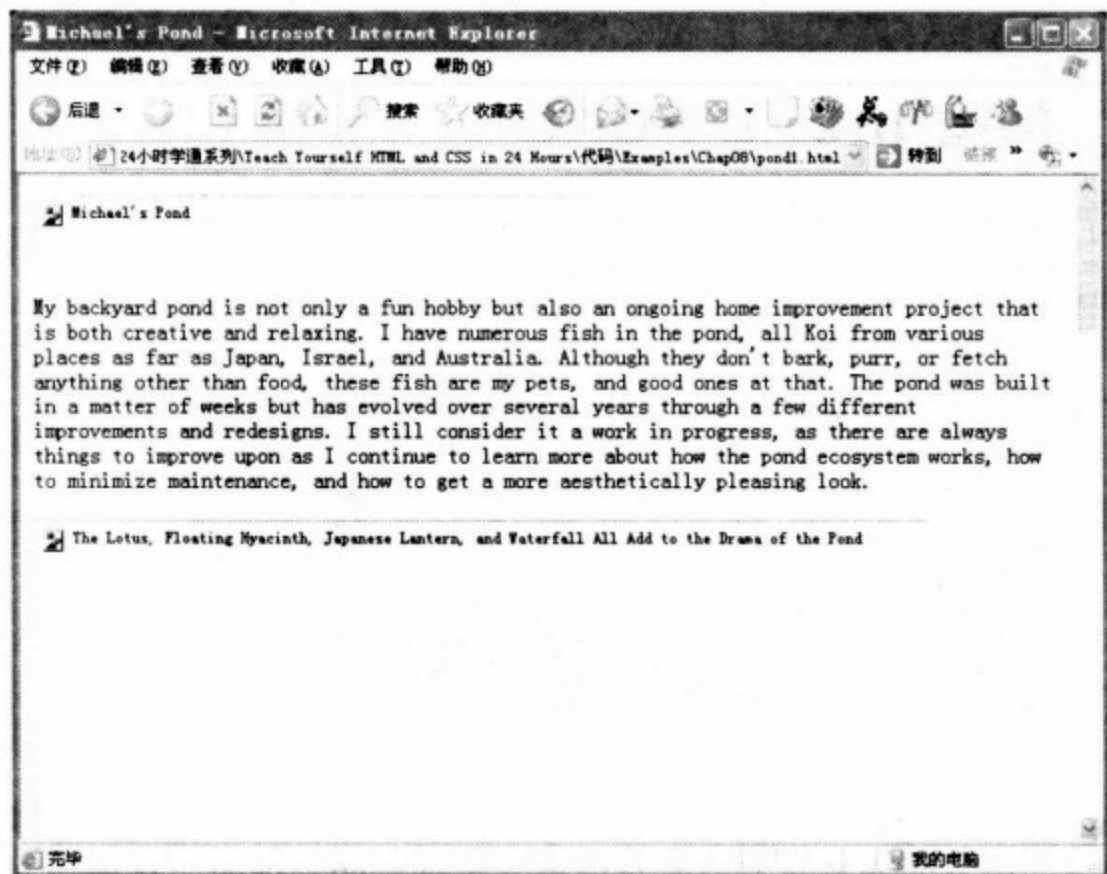 Michael's Pond - Microsoft Internet Explorer
文件(F) 编辑(E) 查看(V) 收藏(A) 工具(T) 帮助(H)
后退 搜索 收藏夹
地址(D) 24小时学通系列\Teach Yourself HTML and CSS in 24 Hours\代码\Examples\Chap08\pond1.html 转到 链接 »
Michael's Pond
My backyard pond is not only a fun hobby but also an ongoing home improvement project that
is both creative and relaxing. I have numerous fish in the pond, all Koi from various
places as far as Japan, Israel, and Australia. Although they don't bark, purr, or fetch
anything other than food, these fish are my pets, and good ones at that. The pond was built
in a matter of weeks but has evolved over several years through a few different
improvements and redesigns. I still consider it a work in progress, as there are always
things to improve upon as I continue to learn more about how the pond ecosystem works, how
to minimize maintenance, and how to get a more aesthetically pleasing look.
The Lotus, Floating Hyacinth, Japanese Lantern, and Waterfall All Add to the Drama of the Pond
完毕 我的电脑